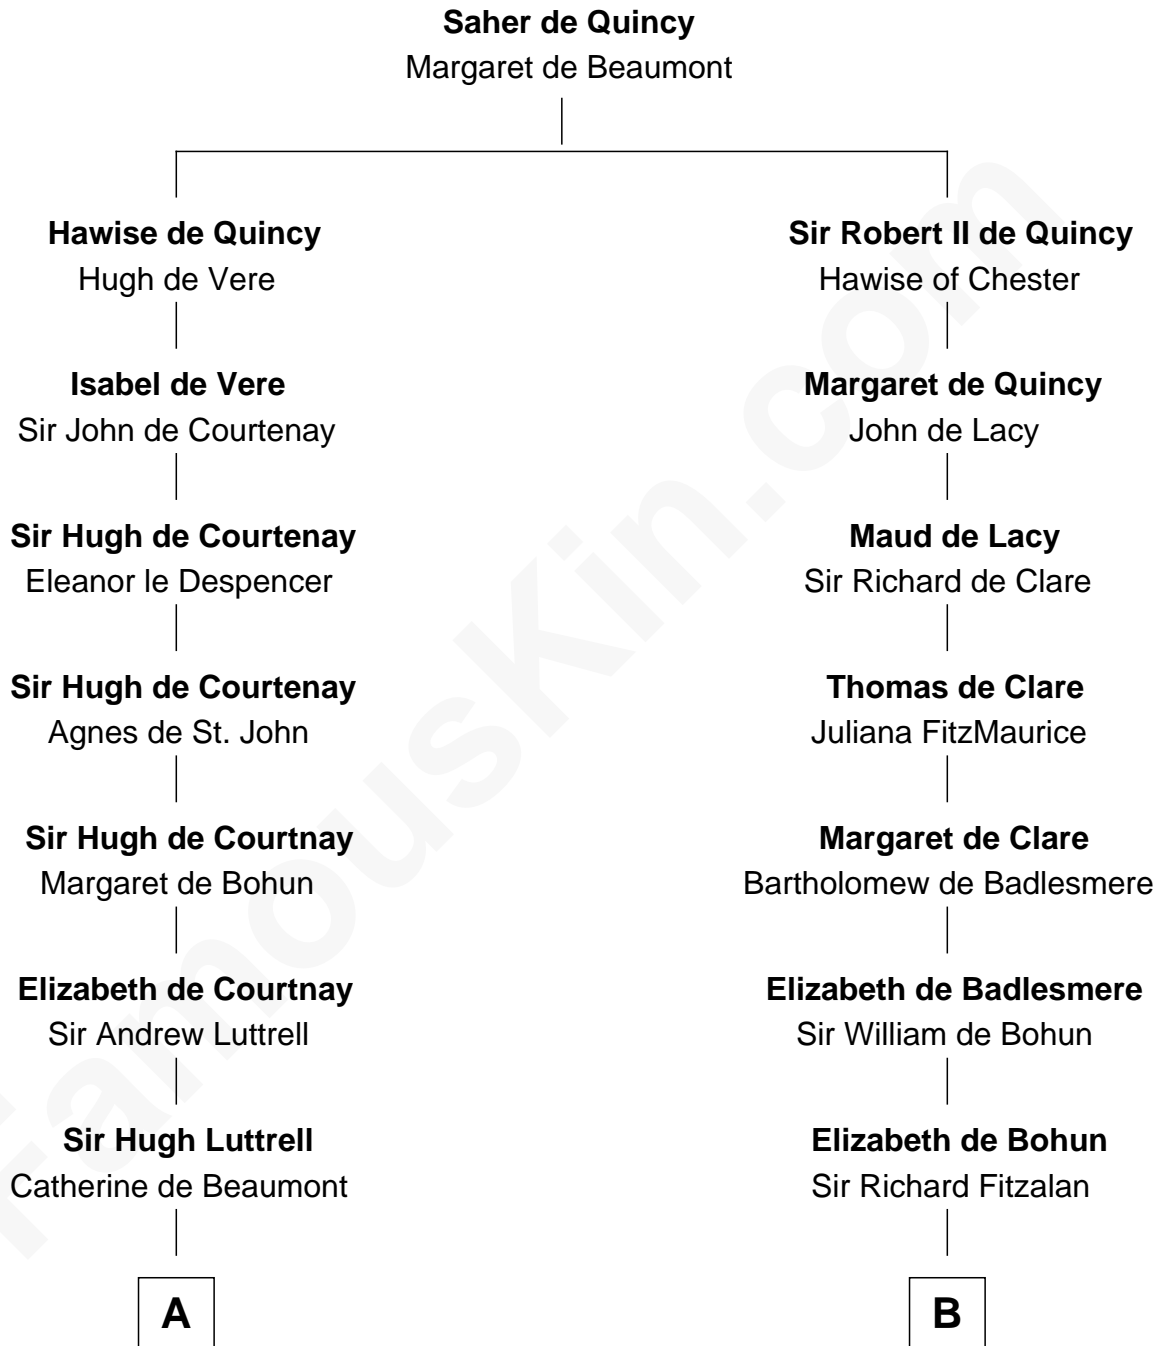 Saher de Quincy
Margaret de Beaumont
Hawise de Quincy
Hugh de Vere
Sir Robert II de Quincy
Hawise of Chester
Isabel de Vere
Sir John de Courtenay
Margaret de Quincy
John de Lacy
Sir Hugh de Courtenay
Eleanor le Despencer
Maud de Lacy
Sir Richard de Clare
Sir Hugh de Courtenay
Agnes de St. John
Thomas de Clare
Juliana FitzMaurice
Sir Hugh de Courtnay
Margaret de Bohun
Margaret de Clare
Bartholomew de Badlesmere
Elizabeth de Courtnay
Sir Andrew Luttrell
Elizabeth de Badlesmere
Sir William de Bohun
Sir Hugh Luttrell
Catherine de Beaumont
Elizabeth de Bohun
Sir Richard Fitzalan
A
B
FamousKin.com